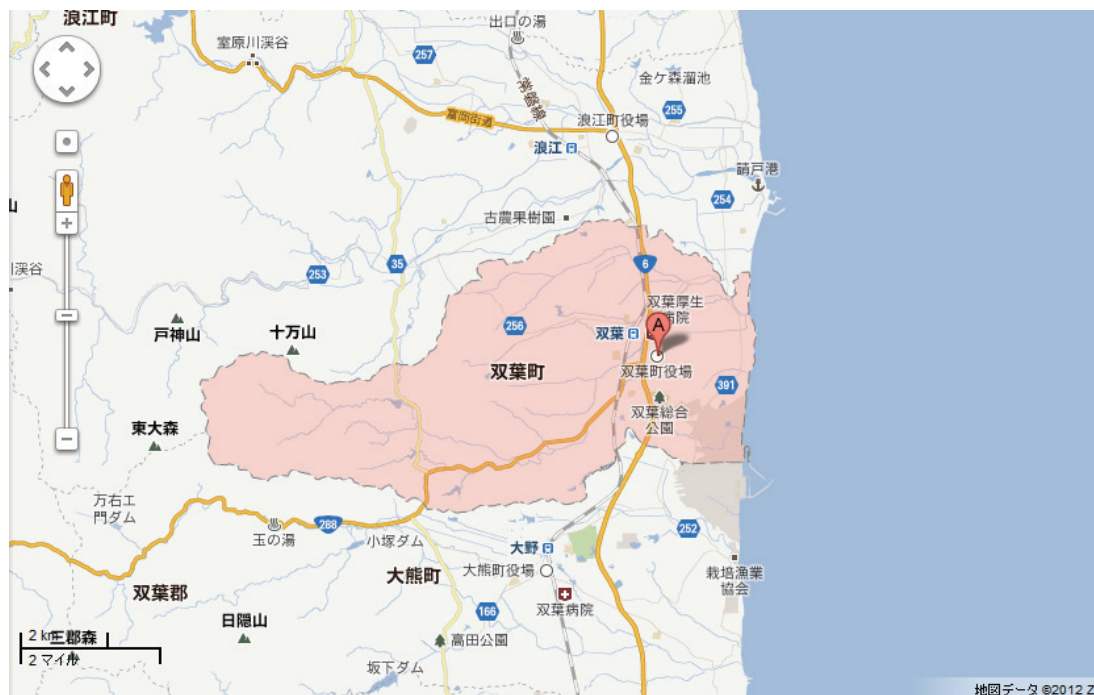 浪江町
出口の湯
室原川渓谷
257
常磐線
金ケ森溜池
255
富岡街道
浪江町役場
浪江
請戸港
254
古農果樹園
山
川渓谷
253
35
6
戸神山
十万山
256
双葉厚生
病院
双葉
A
双葉町
双葉町役場
391
東大森
双葉総合
公園
万右エ
門ダム
玉の湯
288
小塚ダム
252
大野
双葉郡
大熊町
大熊町役場
栽培漁業
協会
双葉病院
166
日隠山
高田公園
2 km
三郡森
2 マイル
坂下ダム
地図データ ©2012 Z